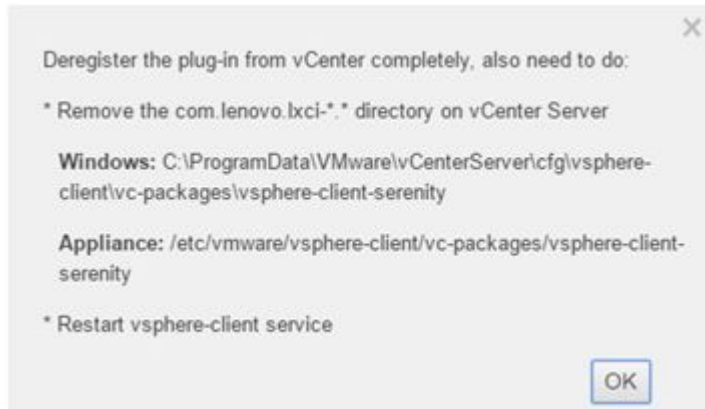 Deregister the plug-in from vCenter completely, also need to do:
* Remove the com.lenovo.lxci-*.* directory on vCenter Server
Windows: C:\ProgramData\VMware\vCenterServer\cfg\vsphere-
client\vc-packages\vsphere-client-serenity
Appliance: /etc/vmware/vsphere-client/vc-packages/vsphere-client-
serenity
* Restart vsphere-client service
OK